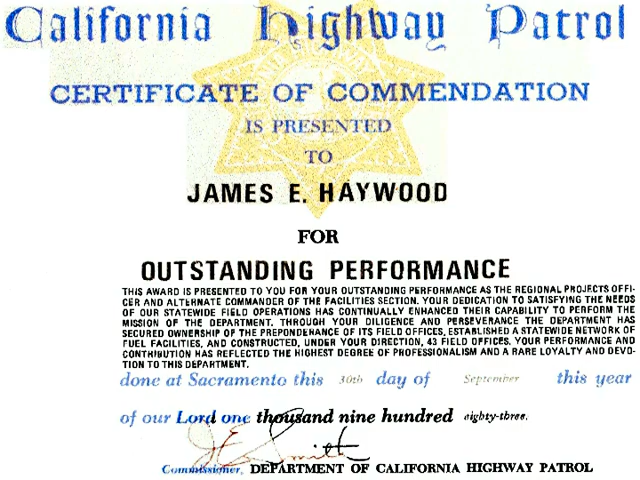 California Highway Patrol
CERTIFICATE OF COMMENDATION
IS PRESENTED
TO
JAMES E. HAYWOOD
FOR
OUTSTANDING PERFORMANCE
THIS AWARD IS PRESENTED TO YOU FOR YOUR OUTSTANDING PERFORMANCE AS THE REGIONAL PROJECTS OFFI-
CER AND ALTERNATE COMMANDER OF THE FACILITIES SECTION. YOUR DEDICATION TO SATISFYING THE NEEDS
OF OUR STATEWIDE FIELD OPERATIONS HAS CONTINUALLY ENHANCED THEIR CAPABILITY TO PERFORM THE
MISSION OF THE DEPARTMENT. THROUGH YOUR DILIGENCE AND PERSEVERANCE THE DEPARTMENT HAS
SECURED OWNERSHIP OF THE PREPONDERANCE OF ITS FIELD OFFICES, ESTABLISHED A STATEWIDE NETWORK OF
FUEL FACILITIES, AND CONSTRUCTED, UNDER YOUR DIRECTION, 43 FIELD OFFICES. YOUR PERFORMANCE AND
CONTRIBUTION HAS REFLECTED THE HIGHEST DEGREE OF PROFESSIONALISM AND A RARE LOYALTY AND DEVO-
TION TO THIS DEPARTMENT.
done at Sacramento this 30th day of September this year
of our Lord one thousand nine hundred eighty-three.
J E Smith
Commissioner, DEPARTMENT OF CALIFORNIA HIGHWAY PATROL